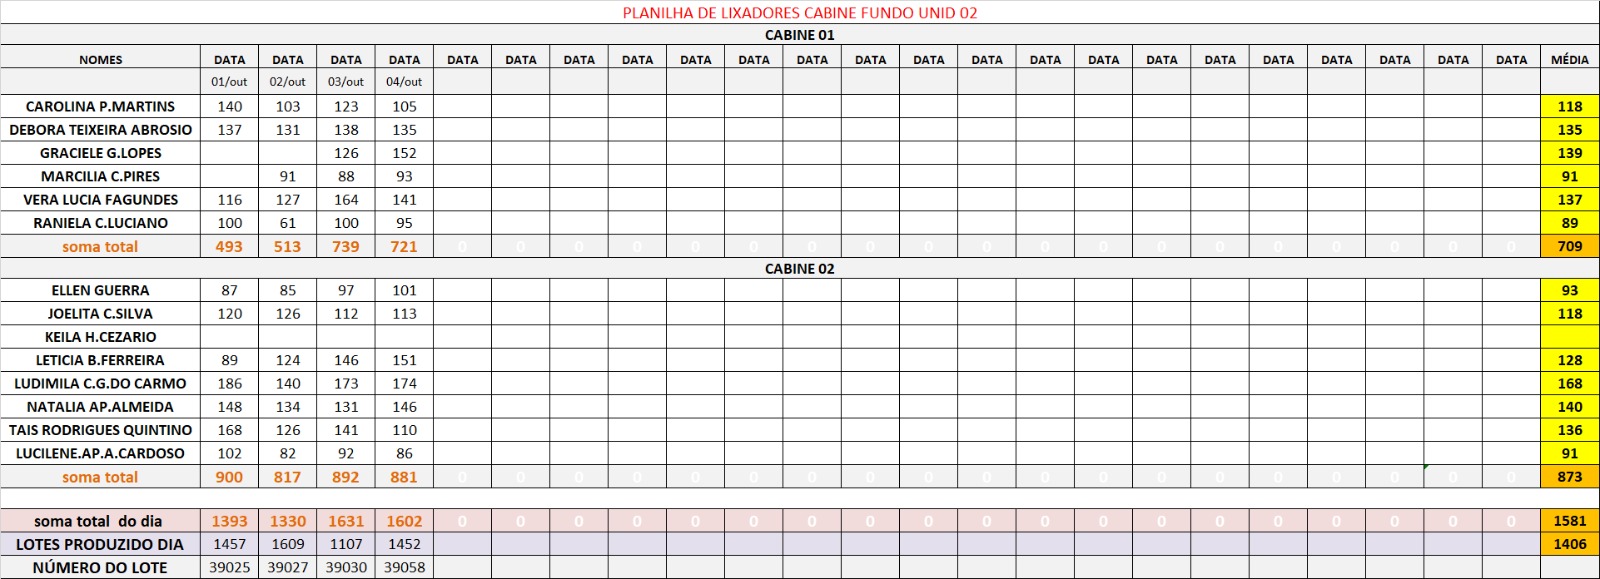 PLANILHA DE LIXADORES CABINE FUNDO UNID 02
CABINE 01
NOMES DATA DATA DATA DATA DATA DATA DATA DATA DATA DATA DATA DATA DATA DATA DATA DATA DATA DATA DATA DATA DATA DATA DATA MÉDIA
01/out 02/out 03/out 04/out
CAROLINA P.MARTINS 140 103 123 105 118
DEBORA TEIXEIRA ABROSIO 137 131 138 135 135
GRACIELE G.LOPES 126 152 139
MARCILIA C.PIRES 91 88 93 91
VERA LUCIA FAGUNDES 116 127 164 141 137
RANIELA C.LUCIANO 100 61 100 95 89
soma total 493 513 739 721 0 0 0 0 0 0 0 0 0 0 0 0 0 0 0 0 0 0 0 709
CABINE 02
ELLEN GUERRA 87 85 97 101 93
JOELITA C.SILVA 120 126 112 113 118
KEILA H.CEZARIO
LETICIA B.FERREIRA 89 124 146 151 128
LUDIMILA C.G.DO CARMO 186 140 173 174 168
NATALIA AP.ALMEIDA 148 134 131 146 140
TAIS RODRIGUES QUINTINO 168 126 141 110 136
LUCILENE.AP.A.CARDOSO 102 82 92 86 91
soma total 900 817 892 881 0 0 0 0 0 0 0 0 0 0 0 0 0 0 0 0 0 0 0 873
soma total do dia 1393 1330 1631 1602 0 0 0 0 0 0 0 0 0 0 0 0 0 0 0 0 0 0 0 1581
LOTES PRODUZIDO DIA 1457 1609 1107 1452 1406
NÚMERO DO LOTE 39025 39027 39030 39058